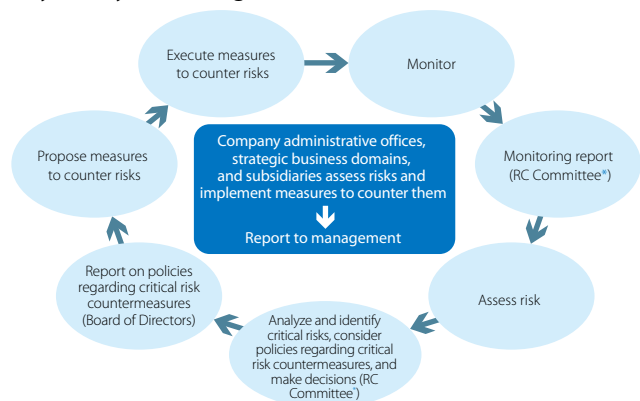 Execute measures
to counter risks
Monitor
Monitoring report
(RC Committee*)
Assess risk
Analyze and identify
critical risks, consider
policies regarding critical
risk countermeasures, and
make decisions (RC
Committee*)
Report on policies
regarding critical risk
countermeasures
(Board of Directors)
Propose measures
to counter risks
Company administrative offices,
strategic business domains,
and subsidiaries assess risks and
implement measures to counter them
Report to management